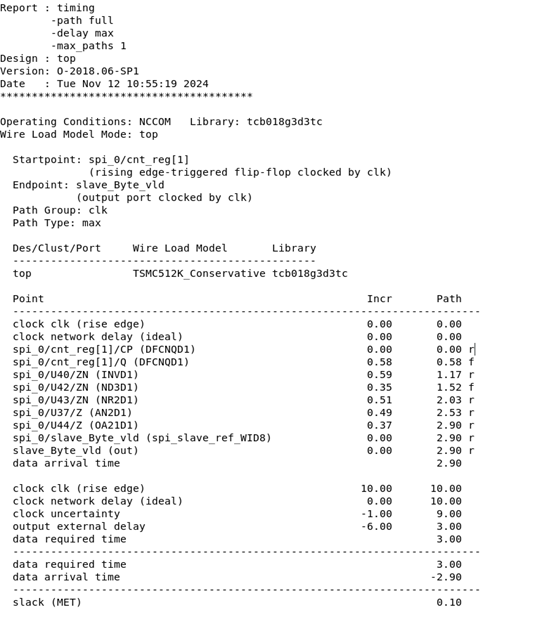 Report : timing
        -path full
        -delay max
        -max_paths 1
Design : top
Version: O-2018.06-SP1
Date   : Tue Nov 12 10:55:19 2024
****************************************

Operating Conditions: NCCOM   Library: tcb018g3d3tc
Wire Load Model Mode: top

  Startpoint: spi_0/cnt_reg[1]
              (rising edge-triggered flip-flop clocked by clk)
  Endpoint: slave_Byte_vld
            (output port clocked by clk)
  Path Group: clk
  Path Type: max

  Des/Clust/Port     Wire Load Model       Library
  ------------------------------------------------
  top                TSMC512K_Conservative tcb018g3d3tc

  Point                                                   Incr       Path
  --------------------------------------------------------------------------
  clock clk (rise edge)                                   0.00       0.00
  clock network delay (ideal)                             0.00       0.00
  spi_0/cnt_reg[1]/CP (DFCNQD1)                           0.00       0.00 r
  spi_0/cnt_reg[1]/Q (DFCNQD1)                            0.58       0.58 f
  spi_0/U40/ZN (INVD1)                                    0.59       1.17 r
  spi_0/U42/ZN (ND3D1)                                    0.35       1.52 f
  spi_0/U43/ZN (NR2D1)                                    0.51       2.03 r
  spi_0/U37/Z (AN2D1)                                     0.49       2.53 r
  spi_0/U44/Z (OA21D1)                                    0.37       2.90 r
  spi_0/slave_Byte_vld (spi_slave_ref_WID8)               0.00       2.90 r
  slave_Byte_vld (out)                                    0.00       2.90 r
  data arrival time                                                  2.90

  clock clk (rise edge)                                  10.00      10.00
  clock network delay (ideal)                             0.00      10.00
  clock uncertainty                                      -1.00       9.00
  output external delay                                  -6.00       3.00
  data required time                                                 3.00
  --------------------------------------------------------------------------
  data required time                                                 3.00
  data arrival time                                                 -2.90
  --------------------------------------------------------------------------
  slack (MET)                                                        0.10